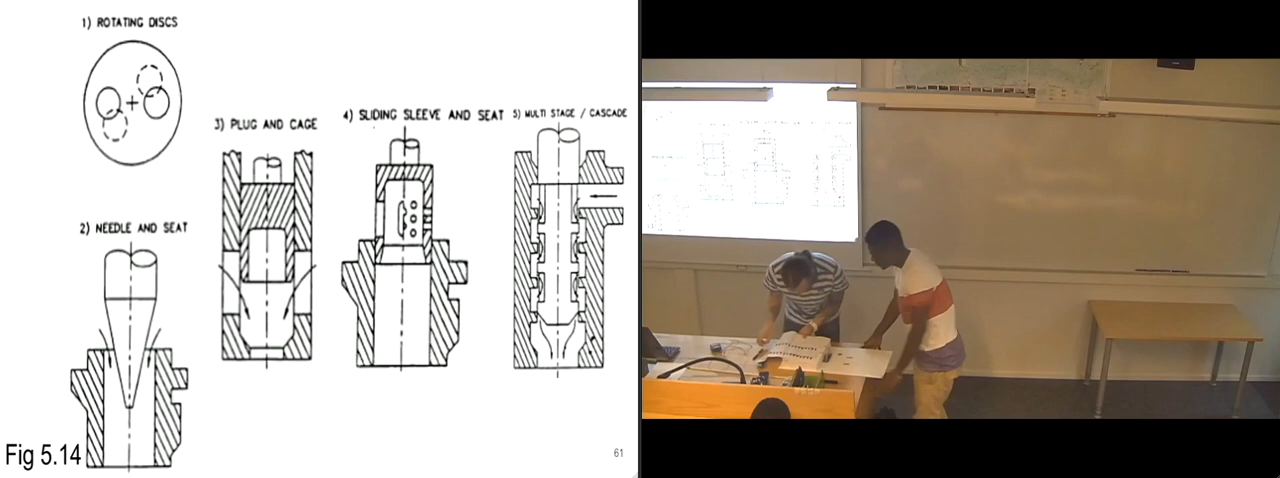 1) ROTATING DISCS
2) NEEDLE AND SEAT
3) PLUG AND CAGE
4) SLIDING SLEEVE AND SEAT
5) MULTI STAGE / CASCADE
Fig 5.14
61